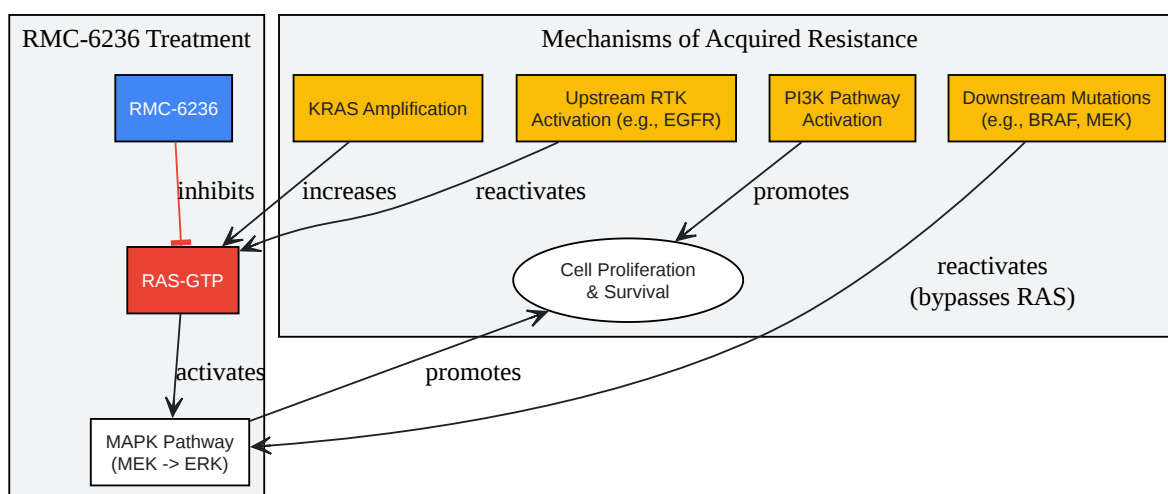 RMC-6236 Treatment
Mechanisms of Acquired Resistance
RMC-6236
KRAS Amplification
Upstream RTK
Activation (e.g., EGFR)
PI3K Pathway
Activation
Downstream Mutations
(e.g., BRAF, MEK)
inhibits
increases
reactivates
promotes
RAS-GTP
Cell Proliferation
& Survival
reactivates
(bypasses RAS)
activates
promotes
MAPK Pathway
(MEK -> ERK)